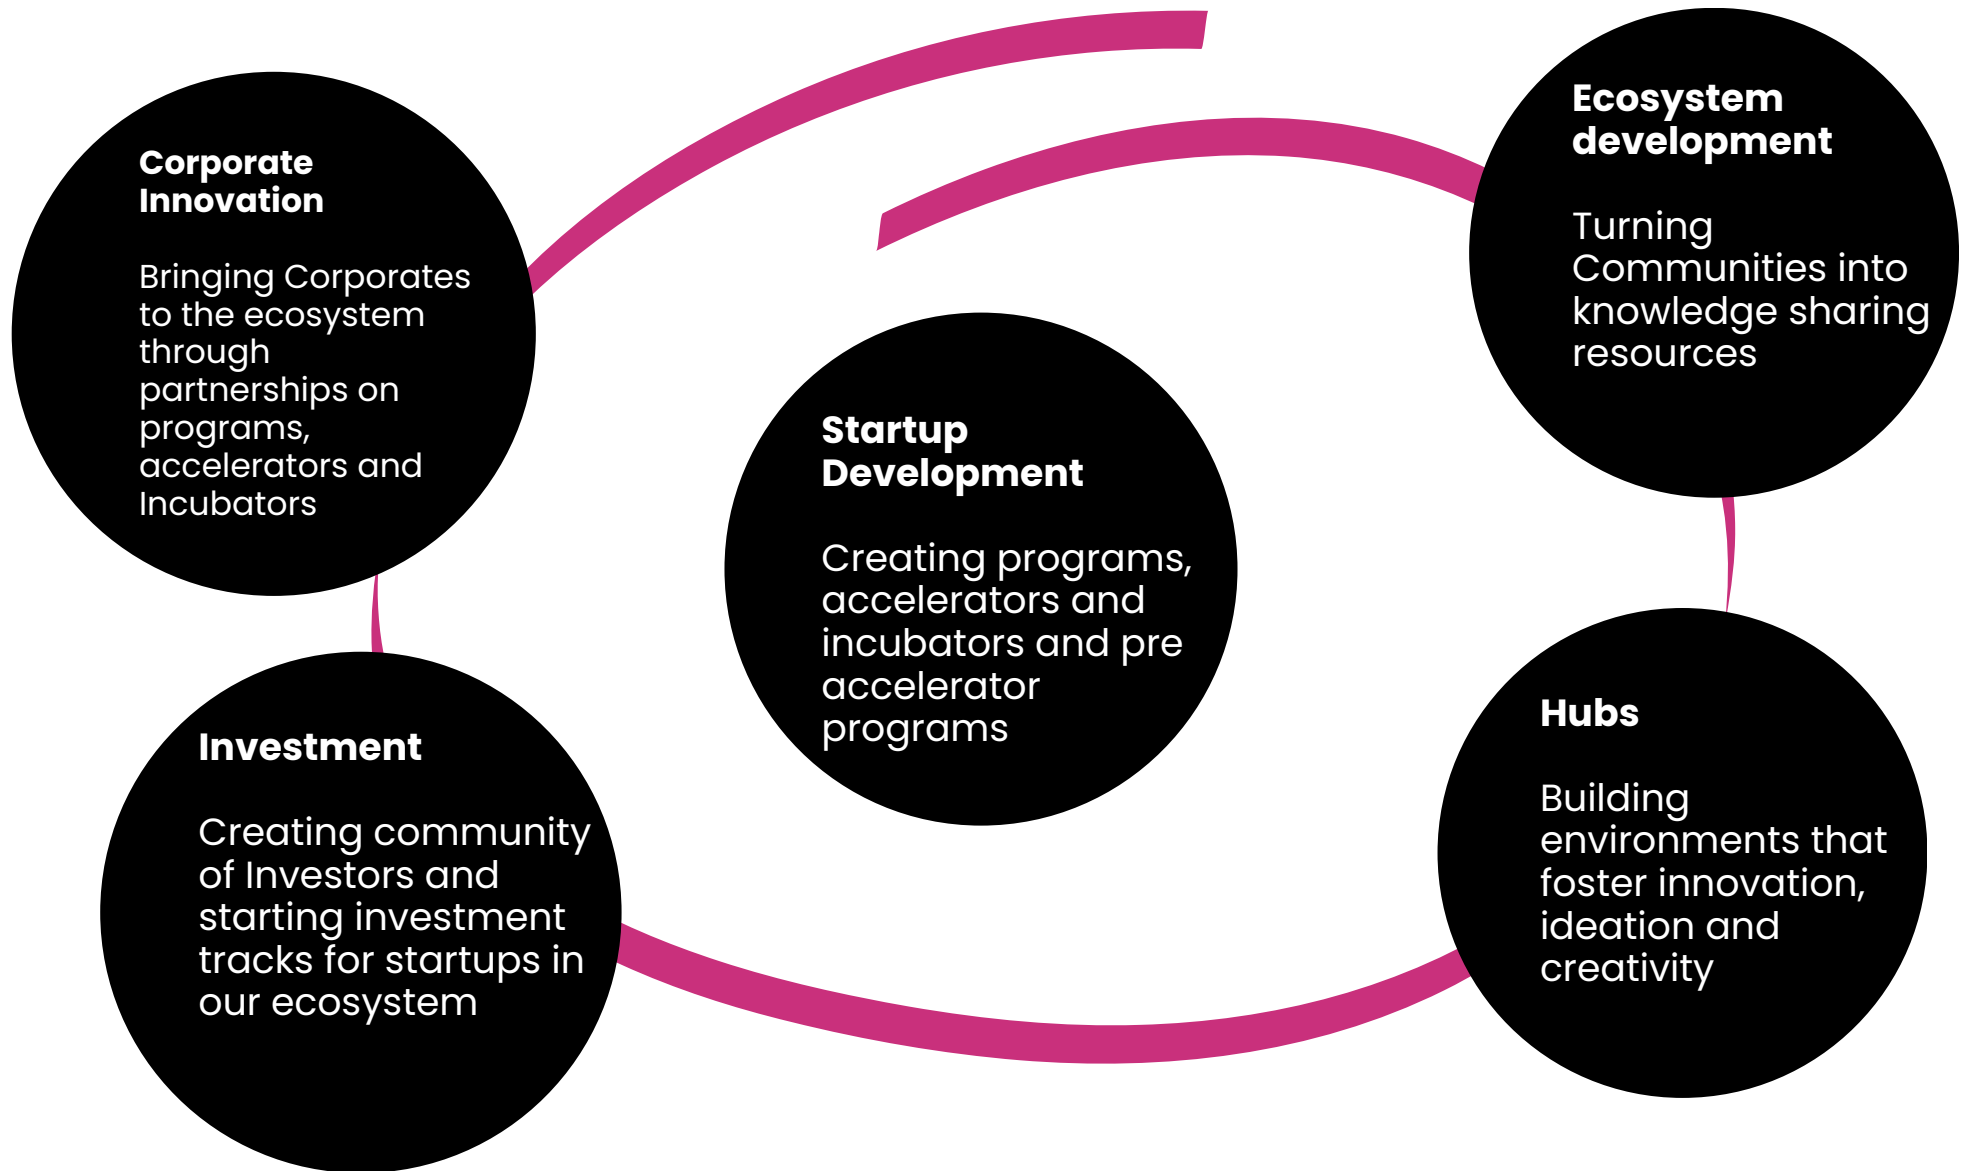 Corporate
Innovation
Bringing Corporates
to the ecosystem
through
partnerships on
programs,
accelerators and
Incubators
Ecosystem
development
Turning
Communities into
knowledge sharing
resources
Startup
Development
Creating programs,
accelerators and
incubators and pre
accelerator
programs
Investment
Creating community
of Investors and
starting investment
tracks for startups in
our ecosystem
Hubs
Building
environments that
foster innovation,
ideation and
creativity